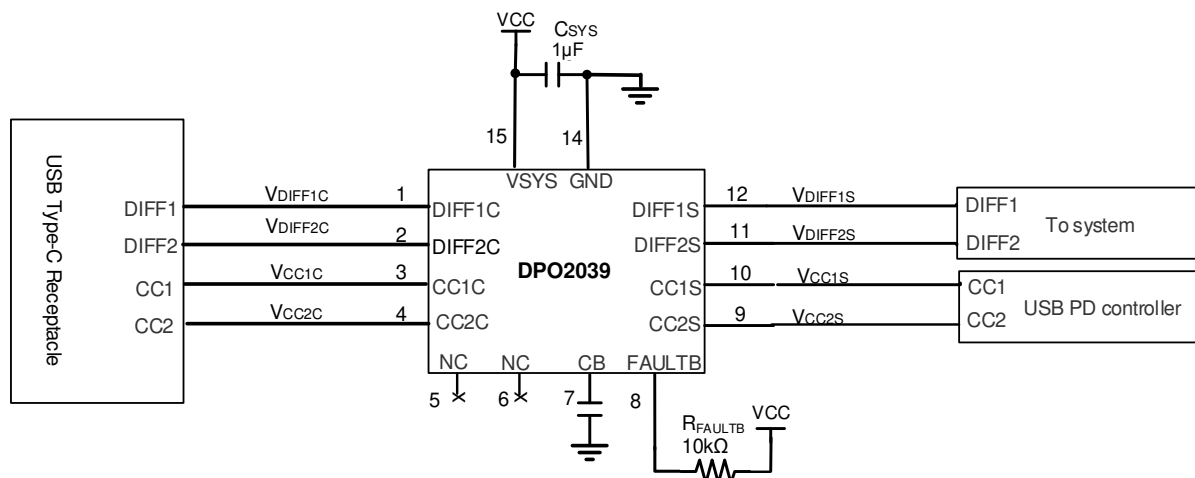 VCC
CSYS
1µF
15
14
VSYS GND
USB Type-C Receptacle
DIFF1
VDIFF1C
1
DIFF1C
DIFF2
VDIFF2C
2
DIFF2C
CC1
VCC1C
3
CC1C
CC2
VCC2C
4
CC2C
DPO2039
DIFF1S
12
VDIFF1S
DIFF1
DIFF2S
11
VDIFF2S
DIFF2
To system
CC1S
10
VCC1S
CC1
CC2S
9
VCC2S
CC2
USB PD controller
NC
NC
CB
FAULTB
5
6
7
8
RFAULTB
10kΩ
VCC